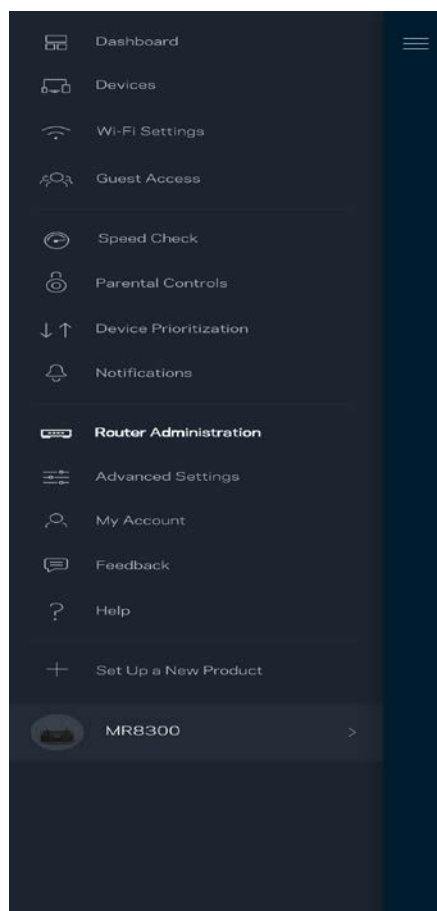 Dashboard
Devices
Wi-Fi Settings
Guest Access
Speed Check
Parental Controls
Device Prioritization
Notifications
Router Administration
Advanced Settings
My Account
Feedback
Help
Set Up a New Product
MR8300